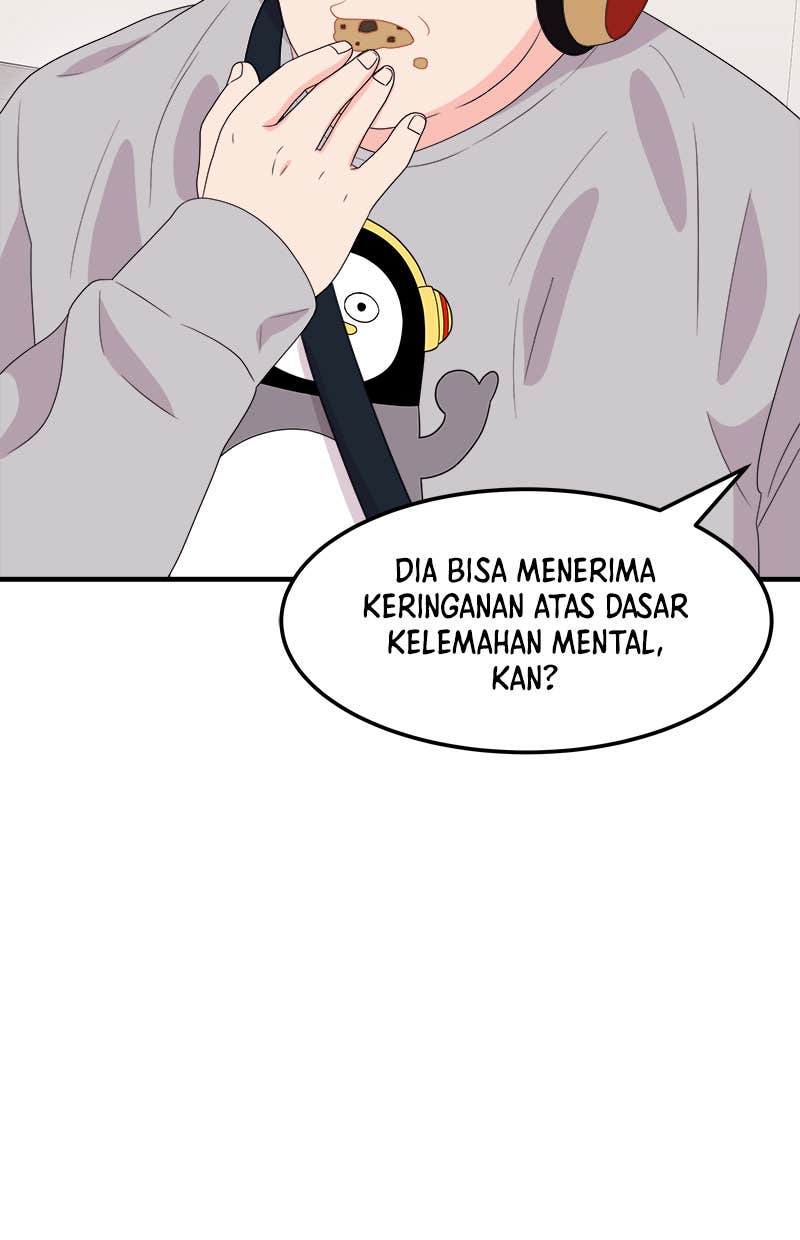 DIA BISA MENERIMA
KERINGANAN ATAS DASAR
KELEMAHAN MENTAL,
KAN?